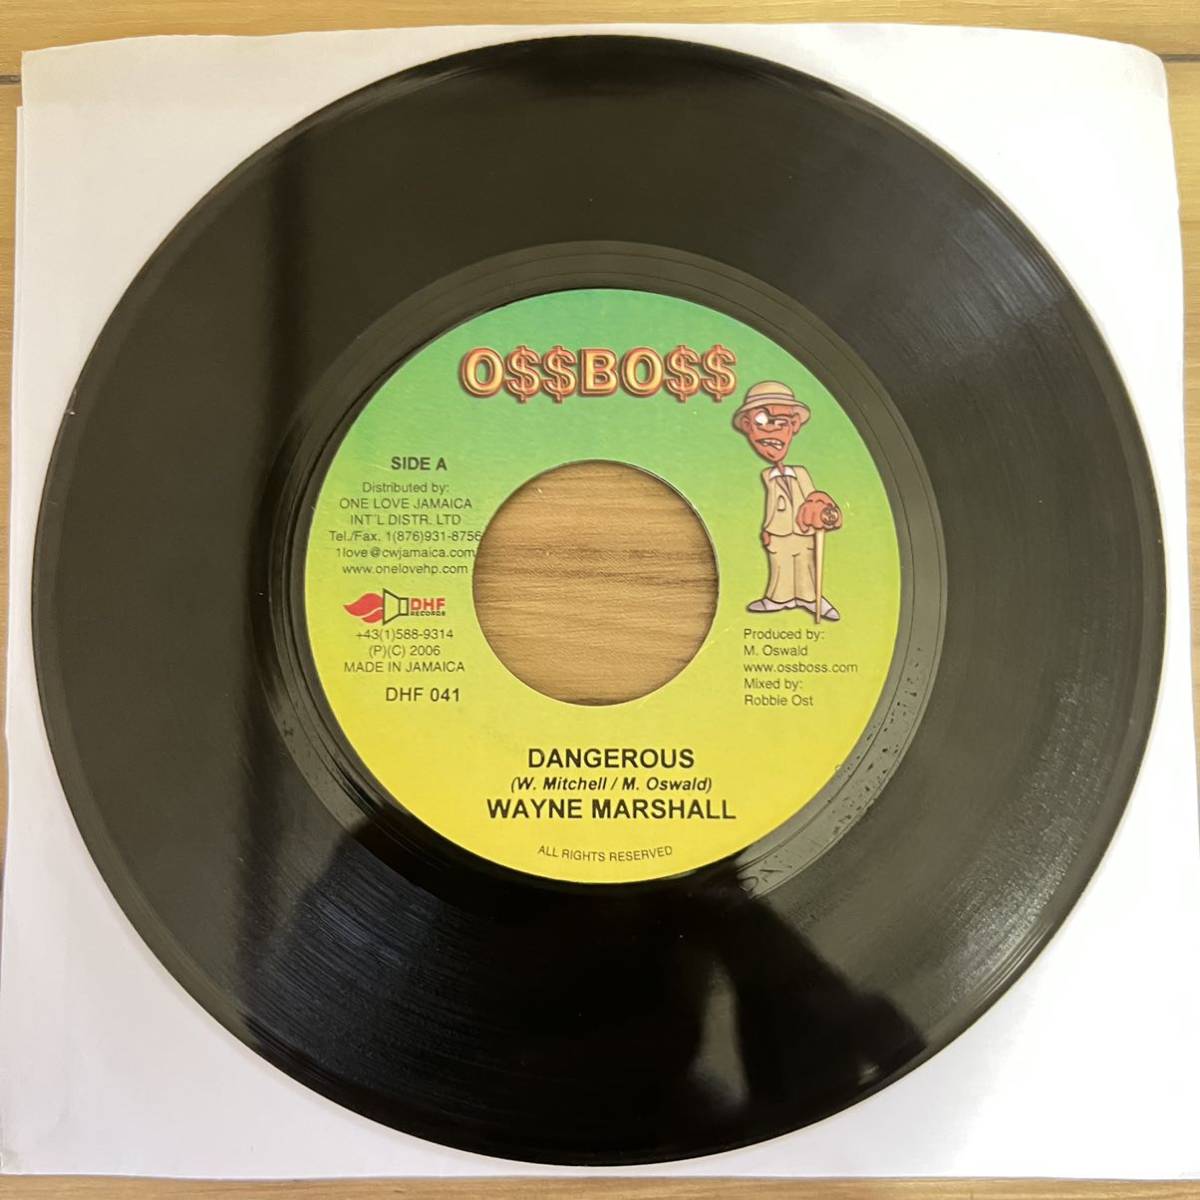 O$$BO$$
SIDE A
Distributed by:
ONE LOVE JAMAICA
INT'L DISTR. LTD
Tel./Fax. 1(876)931-8756
1love@cwjamaica.com
www.onelovehp.com
DHF
RECORDS
+43(1)588-9314
(P)(C) 2006
MADE IN JAMAICA
DHF 041
$
Produced by:
M. Oswald
www.ossboss.com
Mixed by:
Robbie Ost
DANGEROUS
(W. Mitchell / M. Oswald)
WAYNE MARSHALL
ALL RIGHTS RESERVED